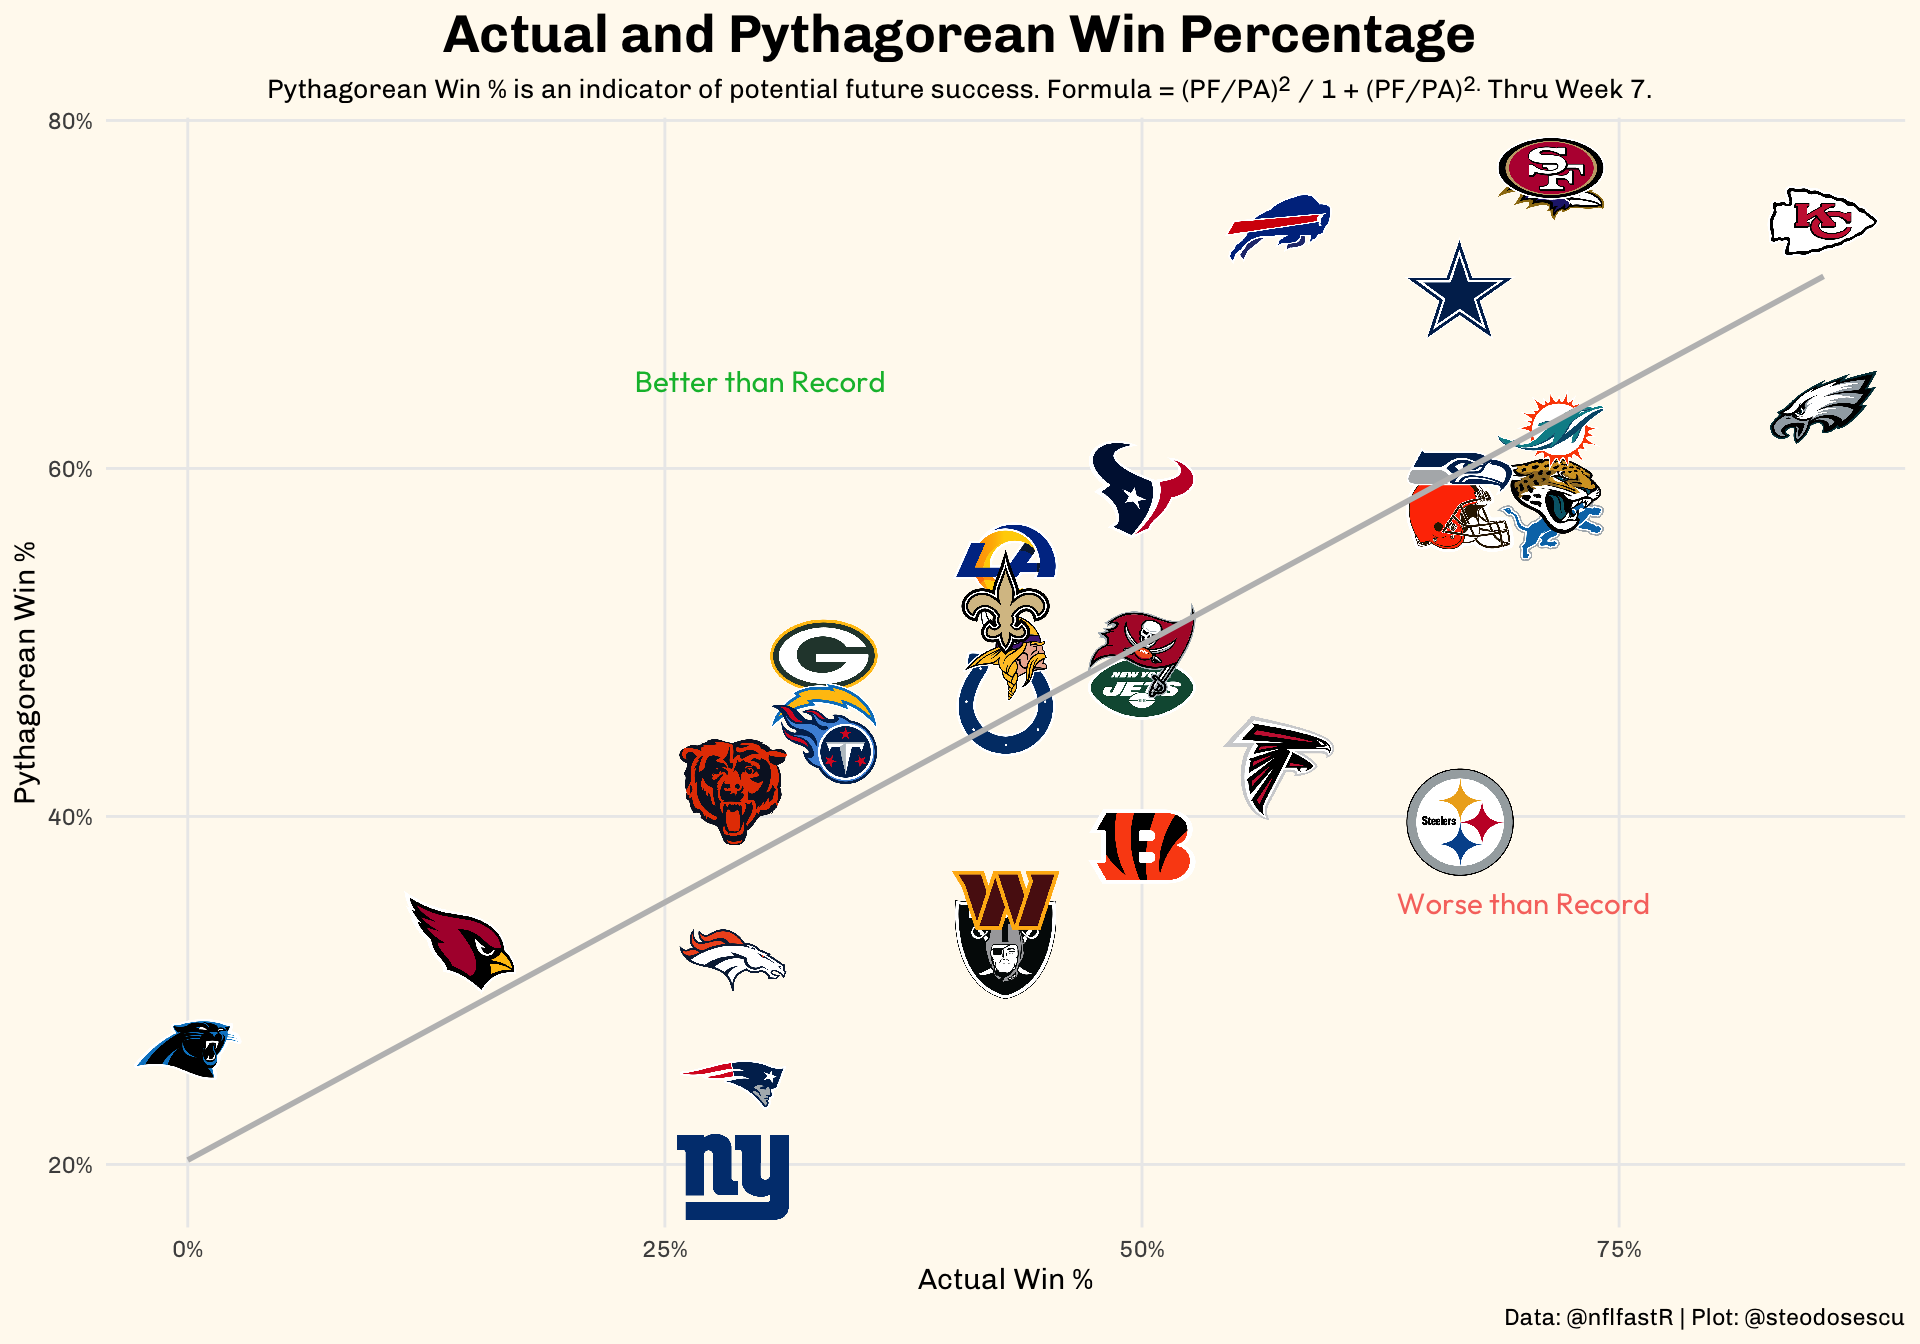 Actual and Pythagorean Win Percentage
Pythagorean Win % is an indicator of potential future success. Formula = (PF/PA)² / 1 + (PF/PA)²· Thru Week 7.
80%
SF
KC
Better than Record
60%
LA
G
NEW YO
JETS
T
Pythagorean Win %
40%
Steelers
B
W
Worse than Record
ny
20%
0%
25%
50%
75%
Actual Win %
Data: @nflfastR | Plot: @steodosescu